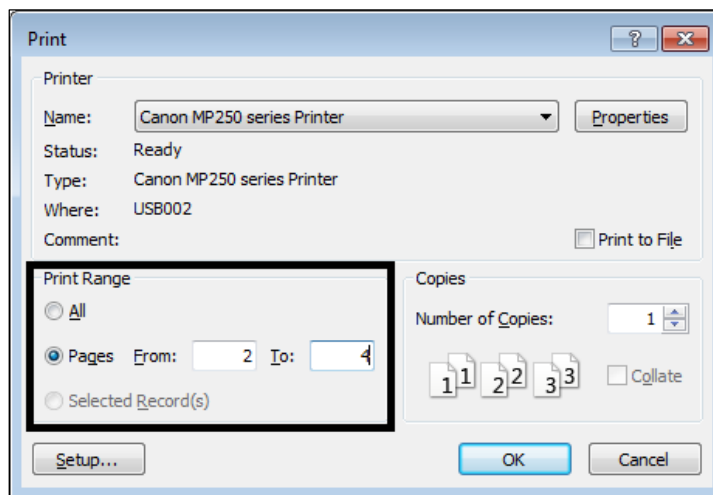 Print
Printer
Name: Canon MP250 series Printer Properties
Status: Ready
Type: Canon MP250 series Printer
Where: USB002
Comment: Print to File
Print Range
All
Pages From: 2 To: 4
Selected Record(s)
Copies
Number of Copies: 1
1 1 2 2 3 3 Collate
Setup... OK Cancel